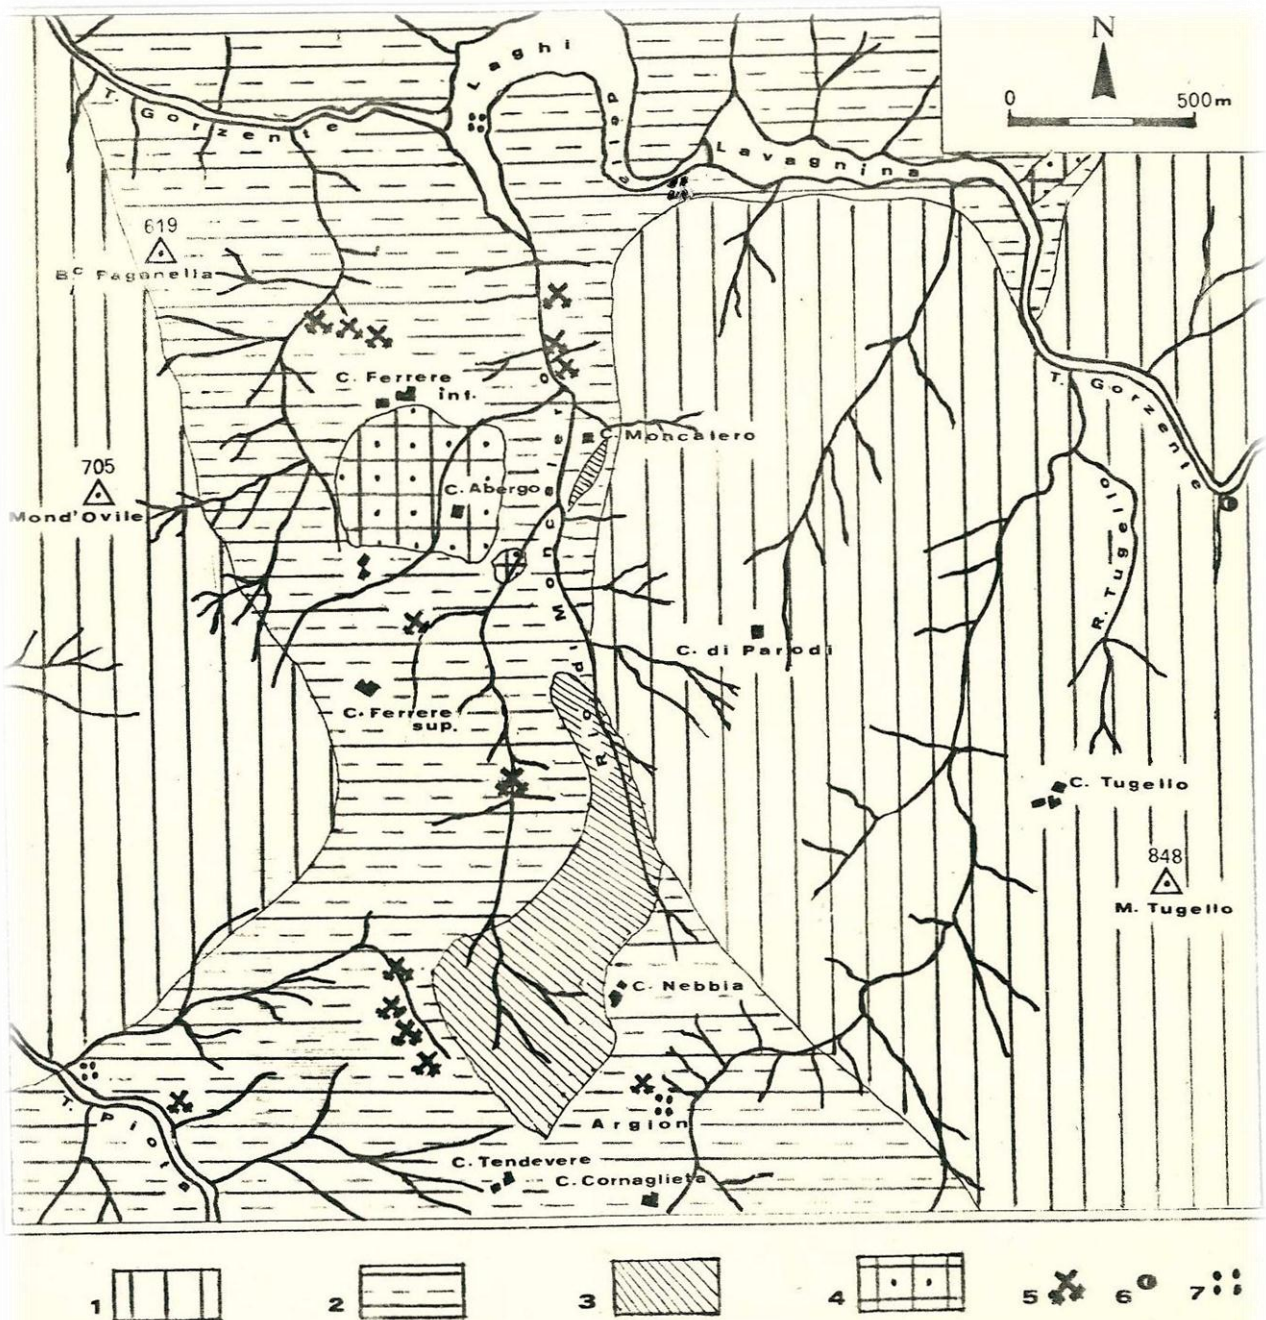 N
0 500m
Laghi
della
Lavagnina
T. Gorzente
619
Bc Paganella
C. Ferrere
inf.
C. Moncalero
705
Mond'Ovile
C. Abergo
T. Gorzente
R. Tugello
Rio di Moncalero
C. di Parodi
C. Ferrere
sup.
C. Tugello
848
M. Tugello
C. Nebbia
T. Piota
Argion
C. Tendevere
C. Cornaglieta
1 2 3 4 5 6 7